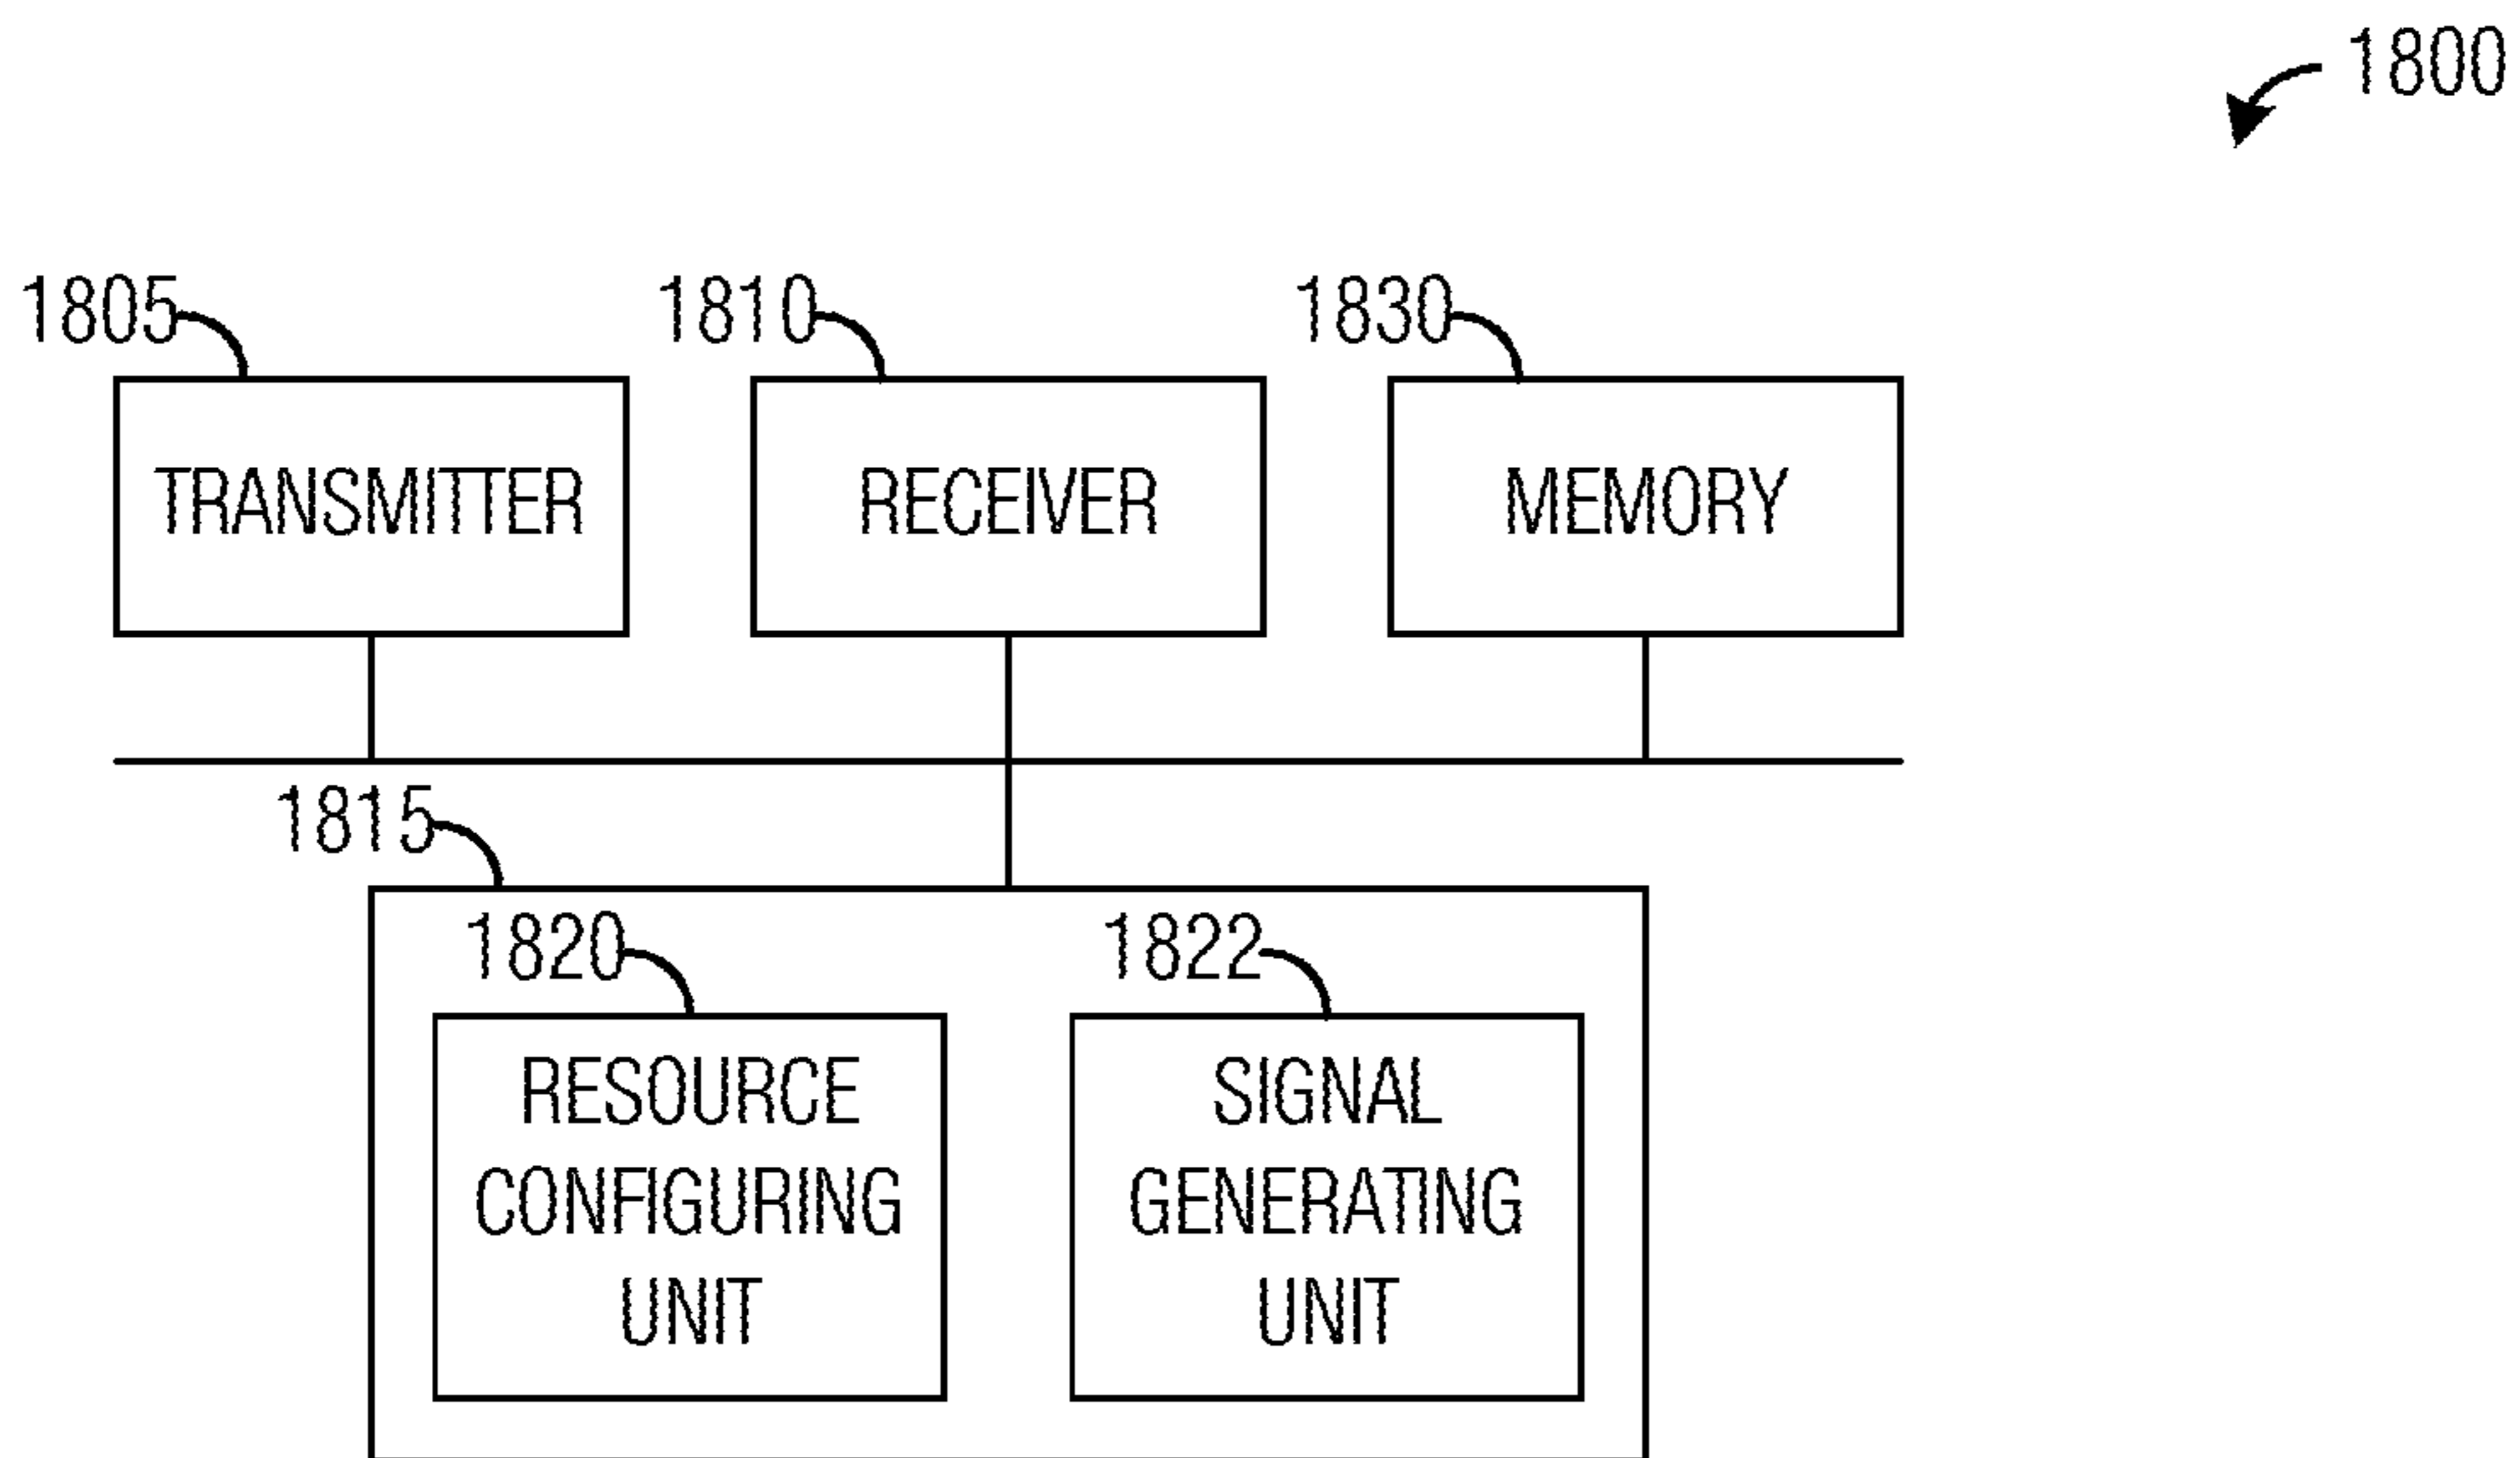 1800
1805
1810
1830
TRANSMITTER
RECEIVER
MEMORY
1815
1820
1822
RESOURCE
CONFIGURING
UNIT
SIGNAL
GENERATING
UNIT